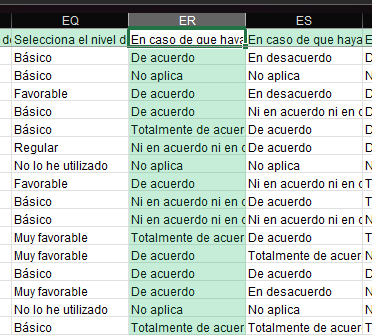 EQ ER ES
de Selecciona el nivel d En caso de que haya En caso de que haya E
Básico De acuerdo En desacuerdo D
Básico No aplica No aplica N
Favorable De acuerdo En desacuerdo D
Básico De acuerdo Ni en acuerdo ni en d D
Básico Totalmente de acuer De acuerdo D
Regular Ni en acuerdo ni en d De acuerdo D
No lo he utilizado No aplica No aplica N
Favorable De acuerdo Ni en acuerdo ni en d T
Básico Ni en acuerdo ni en d Ni en acuerdo ni en d T
Básico Ni en acuerdo ni en d Ni en acuerdo ni en d N
Muy favorable Totalmente de acuer De acuerdo T
Muy favorable De acuerdo Totalmente de acuer D
Básico De acuerdo De acuerdo N
Muy favorable De acuerdo En desacuerdo D
No lo he utilizado No aplica De acuerdo N
Básico Totalmente de acuer Totalmente de acuer T